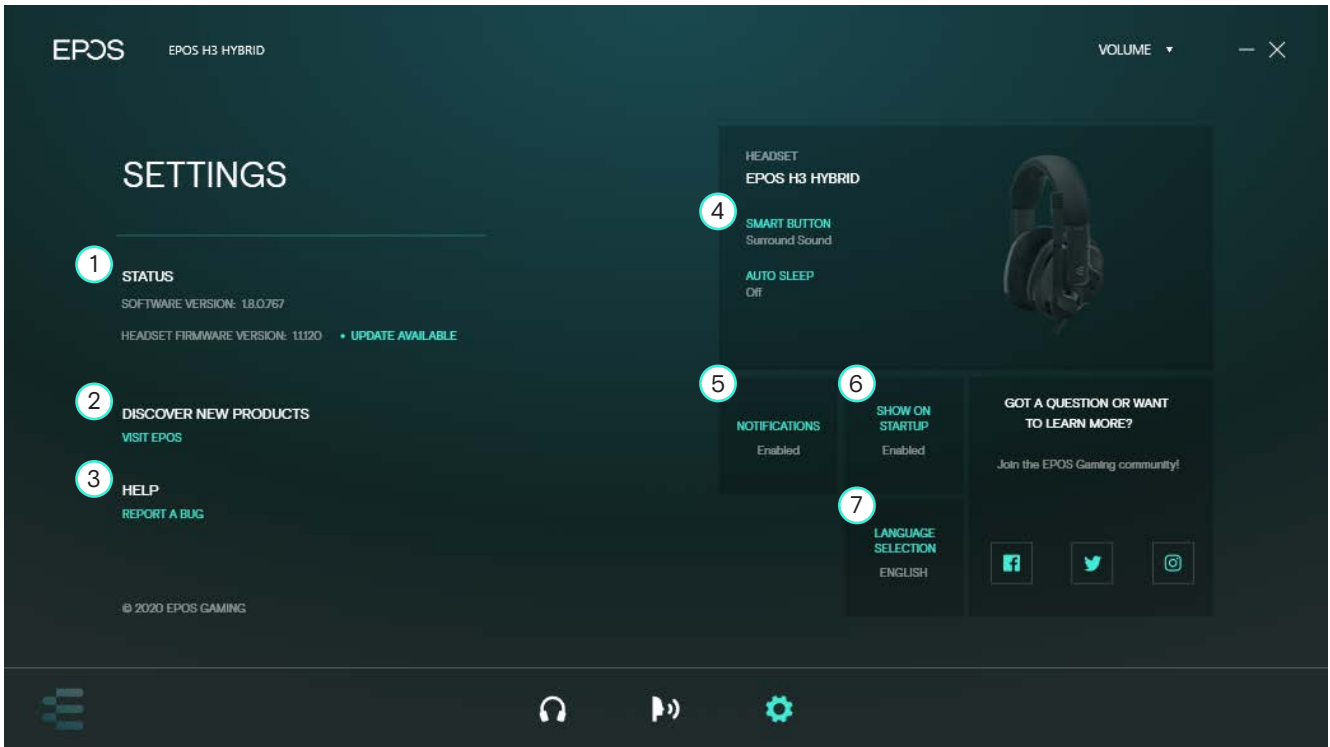 EPOS
EPOS H3 HYBRID
VOLUME
SETTINGS
1
STATUS
SOFTWARE VERSION: 1.8.0.767
HEADSET FIRMWARE VERSION: 1.1.120 • UPDATE AVAILABLE
2
DISCOVER NEW PRODUCTS
VISIT EPOS
3
HELP
REPORT A BUG
© 2020 EPOS GAMING
HEADSET
EPOS H3 HYBRID
4
SMART BUTTON
Surround Sound
AUTO SLEEP
Off
5
NOTIFICATIONS
Enabled
6
SHOW ON
STARTUP
Enabled
7
LANGUAGE
SELECTION
ENGLISH
GOT A QUESTION OR WANT
TO LEARN MORE?
Join the EPOS Gaming community!